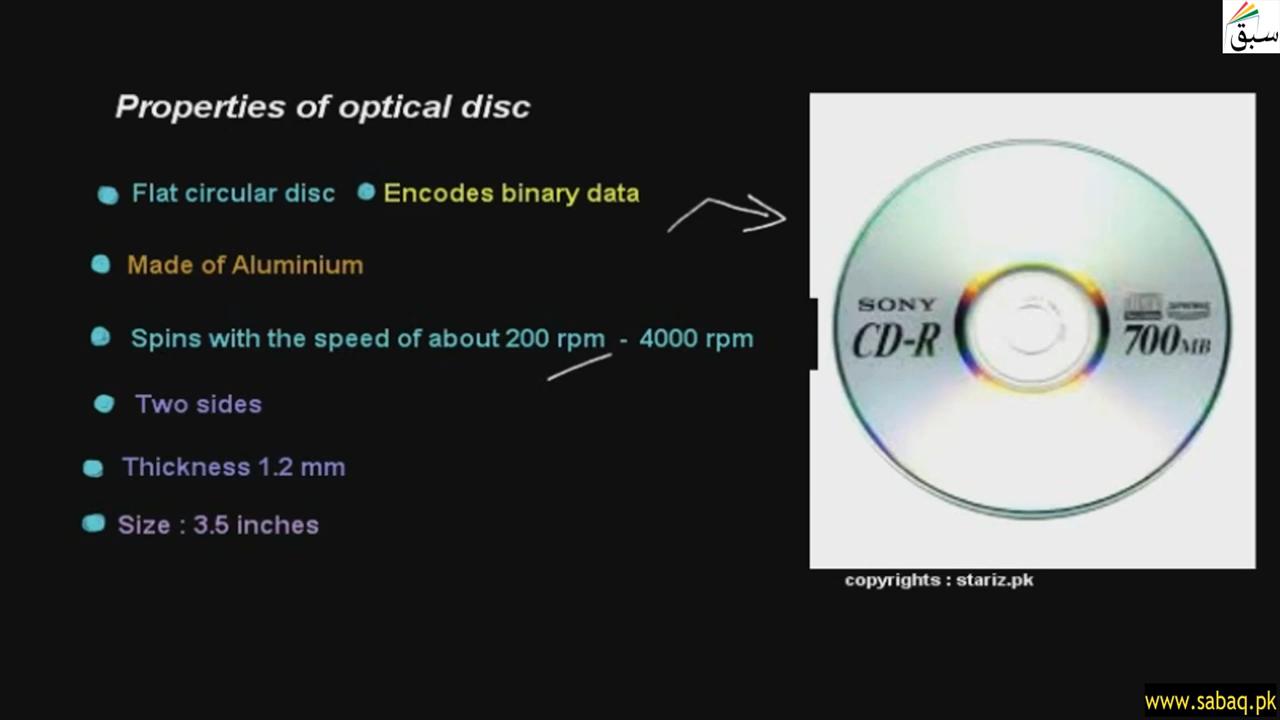 سبق
Properties of optical disc
Flat circular disc
Encodes binary data
Made of Aluminium
Spins with the speed of about 200 rpm - 4000 rpm
Two sides
Thickness 1.2 mm
Size : 3.5 inches
SONY
CD-R
700MB
copyrights : stariz.pk
www.sabaq.pk